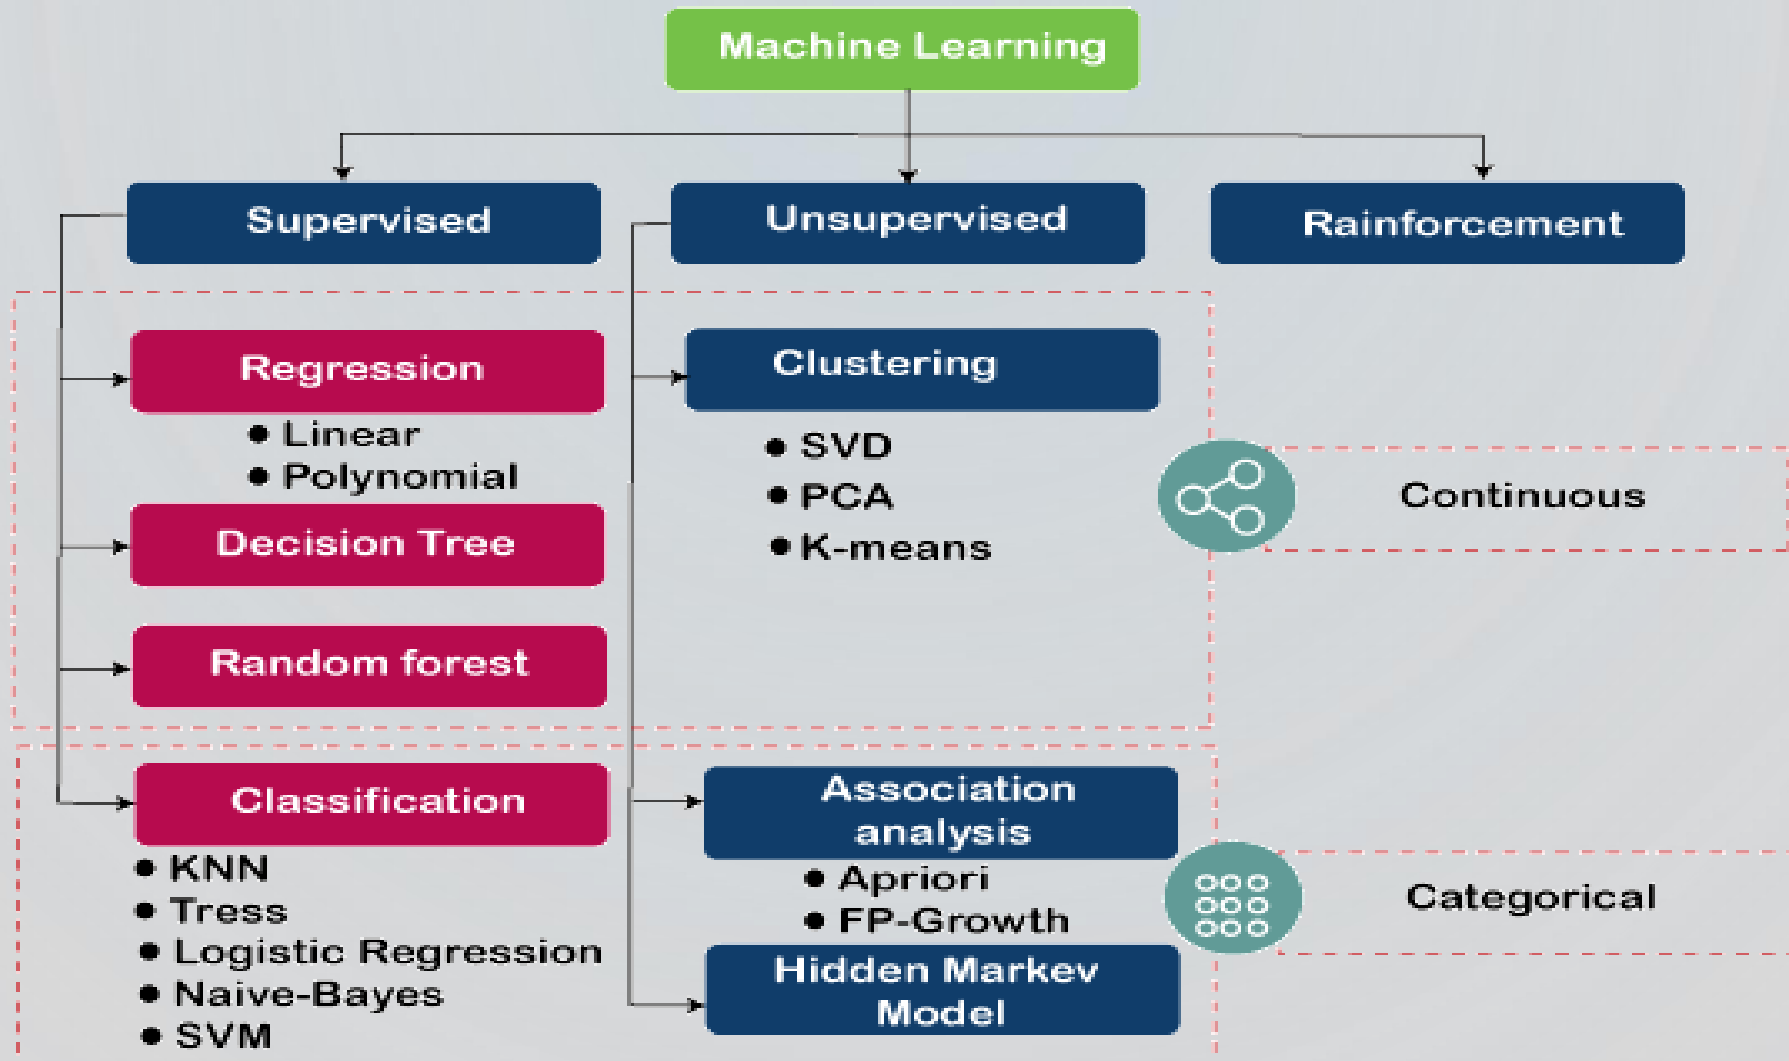 Machine Learning
Supervised
Unsupervised
Rainforcement
Regression
● Linear
● Polynomial
Decision Tree
Random forest
Clustering
● SVD
● PCA
● K-means
Continuous
Classification
● KNN
● Tress
● Logistic Regression
● Naive-Bayes
● SVM
Association
analysis
● Apriori
● FP-Growth
Hidden Markev
Model
Categorical